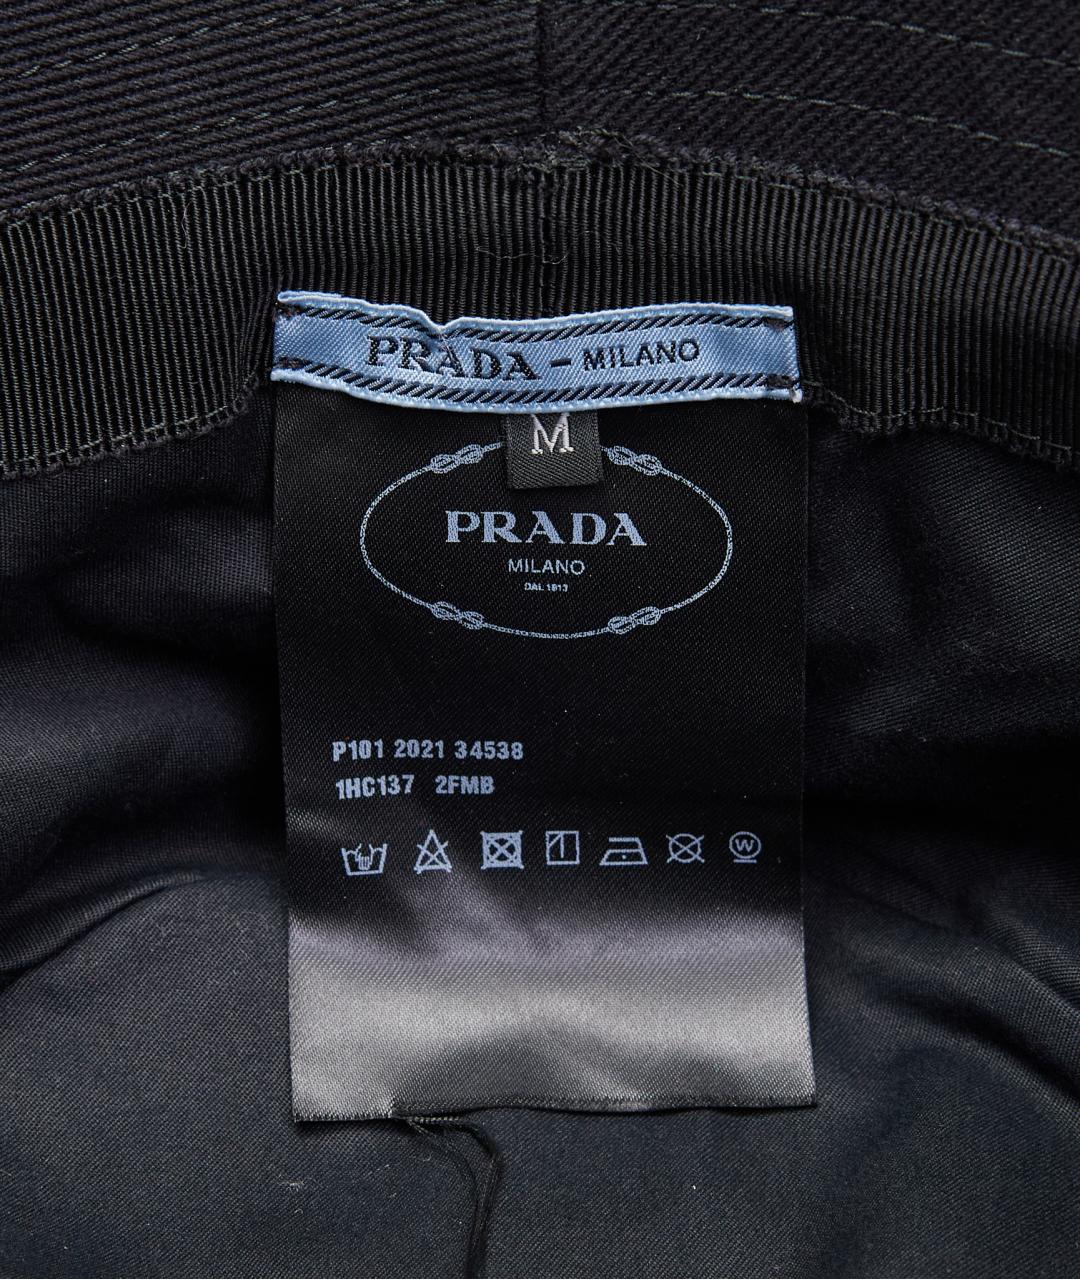 PRADA - MILANO
M
PRADA
MILANO
DAL 1913
P101 2021 34538
1HC137 2FMB
W